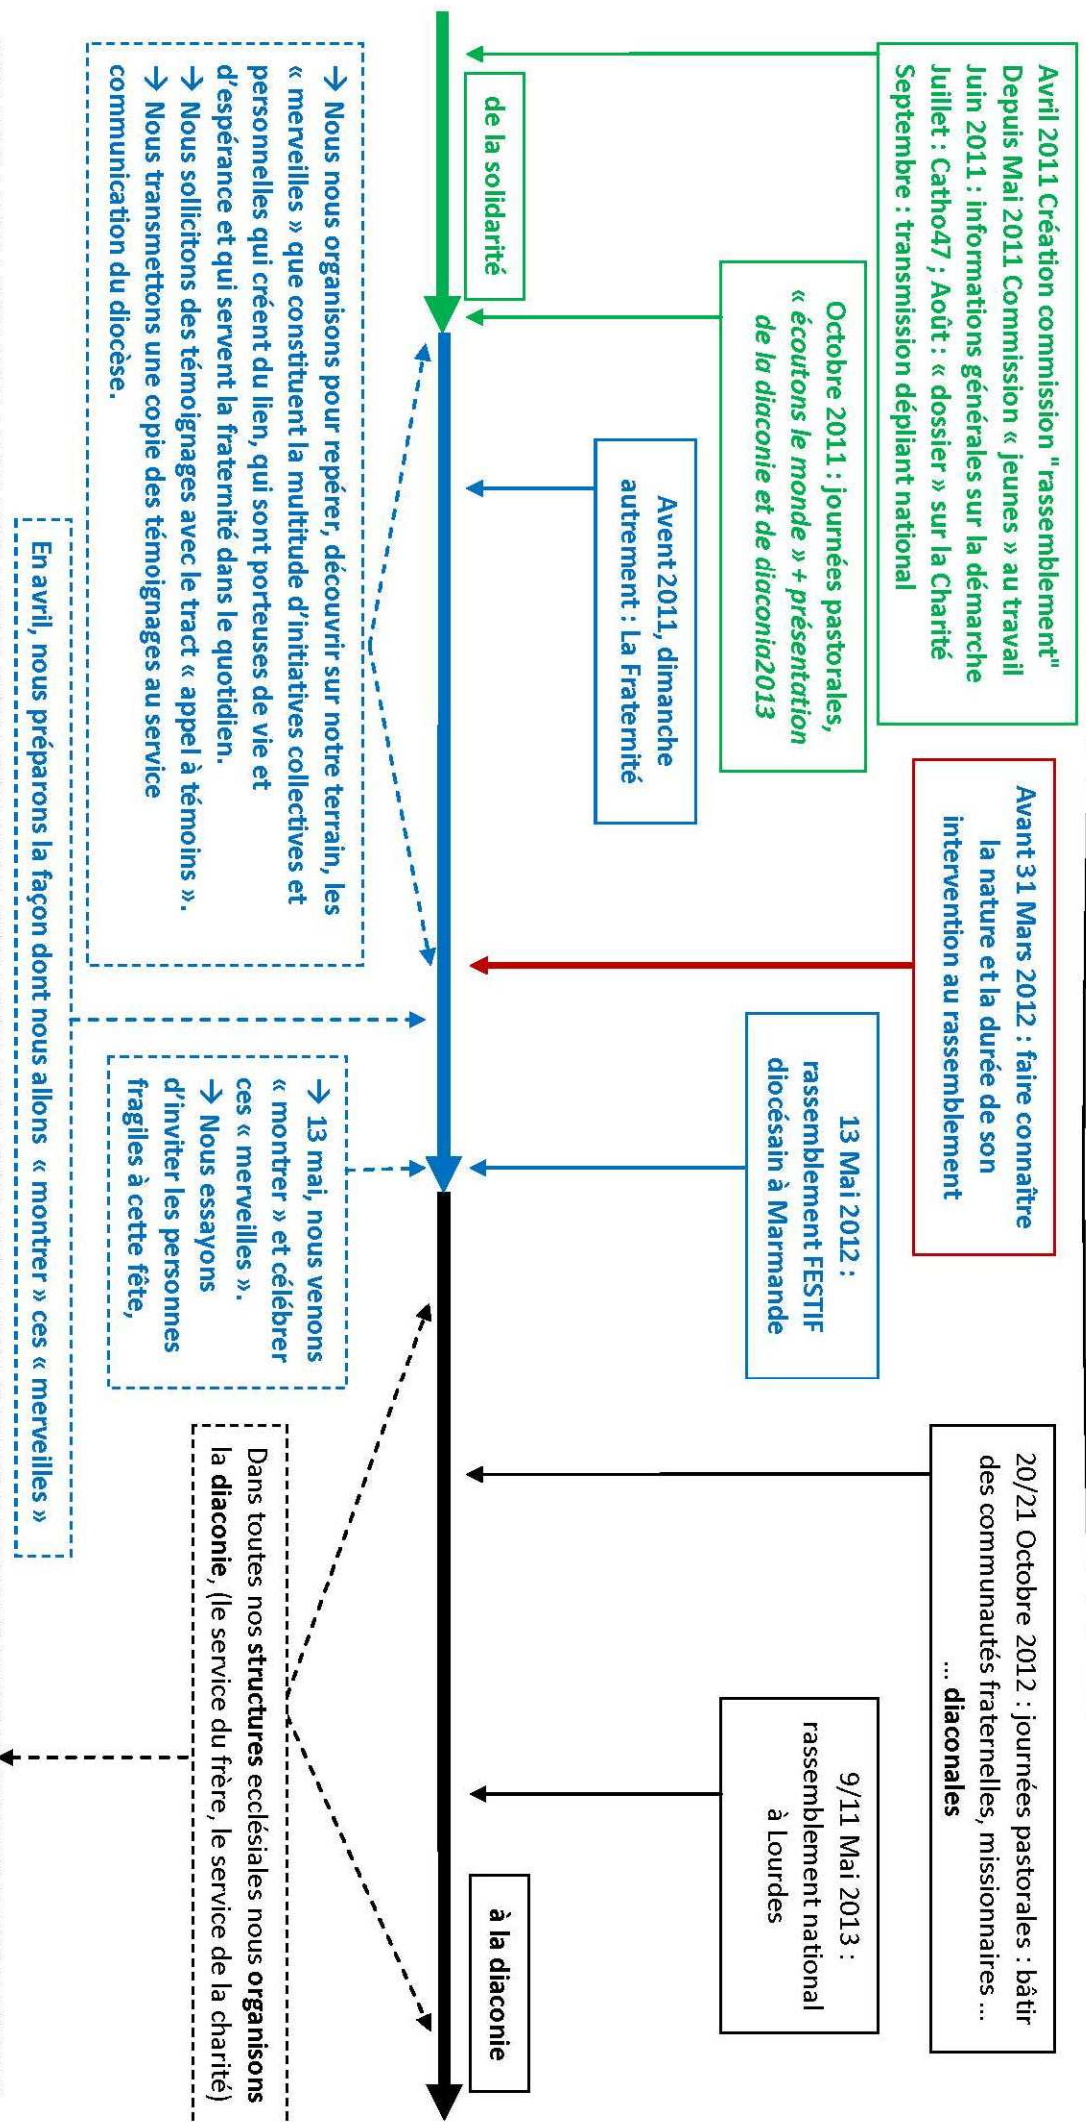 Avril 2011 Création commission "rassemblement"
Depuis Mai 2011 Commission « jeunes » au travail
Juin 2011 : informations générales sur la démarche
Juillet : Catho47 ; Août : « dossier » sur la Charité
Septembre : transmission dépliant national
Avant 31 Mars 2012 : faire connaître
la nature et la durée de son
intervention au rassemblement
20/21 Octobre 2012 : journées pastorales : bâtir
des communautés fraternelles, missionnaires ...
... diaconales
Octobre 2011 : journées pastorales,
« écoutons le monde » + présentation
de la diaconie et de diaconia2013
13 Mai 2012 :
rassemblement FESTIF
diocésain à Marmande
9/11 Mai 2013 :
rassemblement national
à Lourdes
Avent 2011, dimanche
autrement : La Fraternité
de la solidarité
à la diaconie
→ Nous nous organisons pour repérer, découvrir sur notre terrain, les
« merveilles » que constituent la multitude d'initiatives collectives et
personnelles qui créent du lien, qui sont porteuses de vie et
d'espérance et qui servent la fraternité dans le quotidien.
→ Nous sollicitons des témoignages avec le tract « appel à témoins ».
→ Nous transmettons une copie des témoignages au service
communication du diocèse.
→ 13 mai, nous venons
« montrer » et célébrer
ces « merveilles ».
→ Nous essayons
d'inviter les personnes
fragiles à cette fête,
Dans toutes nos structures ecclésiales nous organisons
la diaconie, (le service du frère, le service de la charité)
En avril, nous préparons la façon dont nous allons « montrer » ces « merveilles »